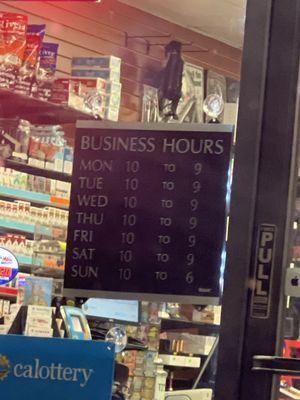 BUSINESS HOURS
MON 10 TO 9
TUE 10 TO 9
WED 10 TO 9
THU 10 TO 9
FRI 10 TO 9
SAT 10 TO 9
SUN 10 TO 6
PULL
calottery